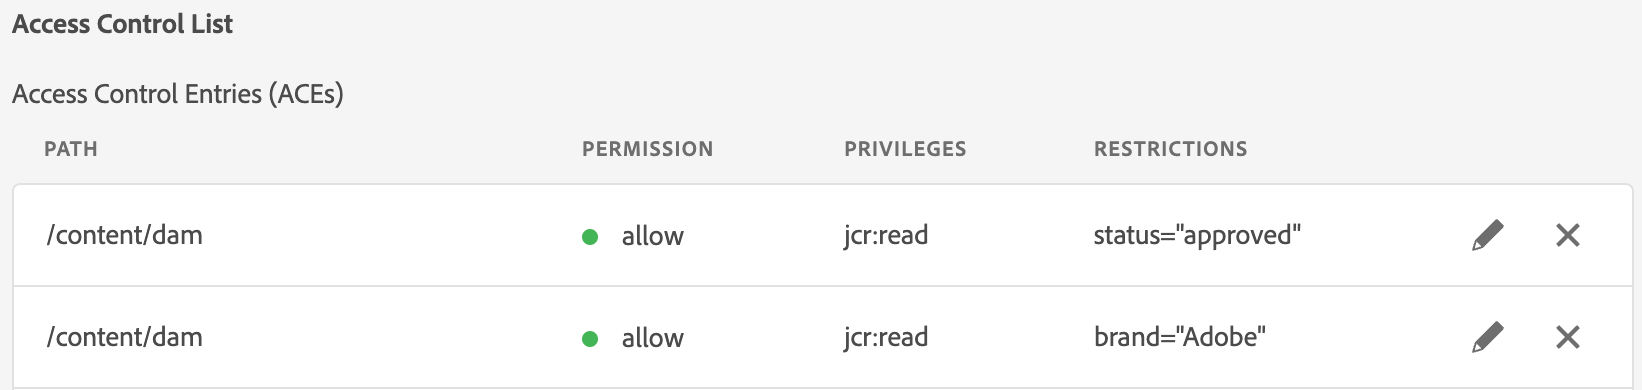 Access Control List
Access Control Entries (ACEs)
PATH PERMISSION PRIVILEGES RESTRICTIONS
/content/dam allow jcr:read status="approved"
/content/dam allow jcr:read brand="Adobe"